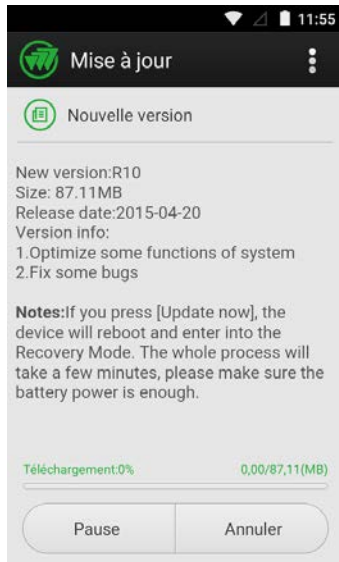 11:55
Mise à jour
Nouvelle version
New version:R10
Size: 87.11MB
Release date:2015-04-20
Version info:
1.Optimize some functions of system
2.Fix some bugs
Notes:If you press [Update now], the
device will reboot and enter into the
Recovery Mode. The whole process will
take a few minutes, please make sure the
battery power is enough.
Téléchargement:0% 0,00/87,11(MB)
Pause Annuler